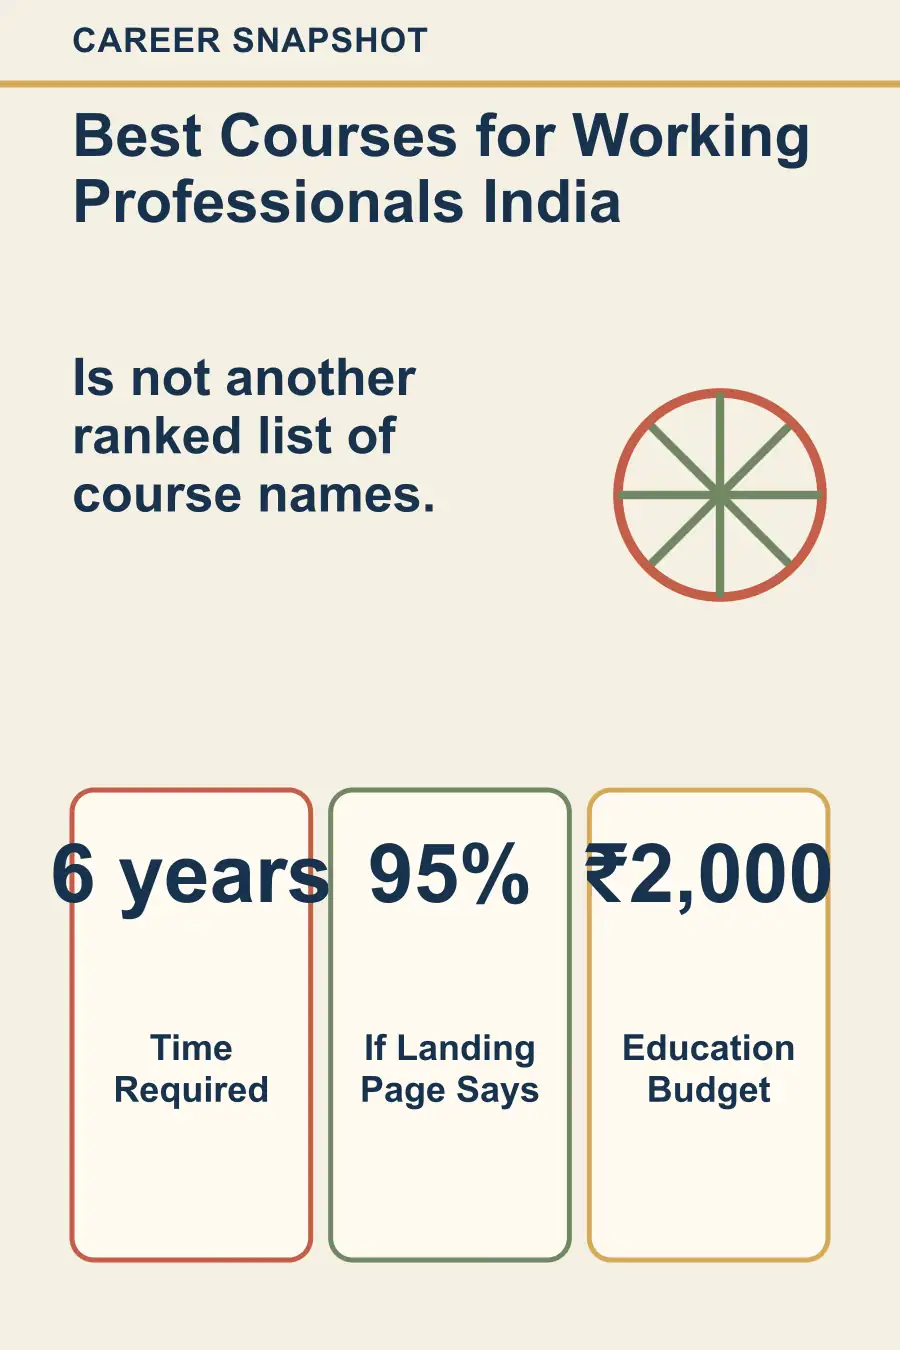 CAREER SNAPSHOT
Best Courses for Working
Professionals India
Is not another
ranked list of
course names.
6 years
Time
Required
95%
If Landing
Page Says
₹2,000
Education
Budget